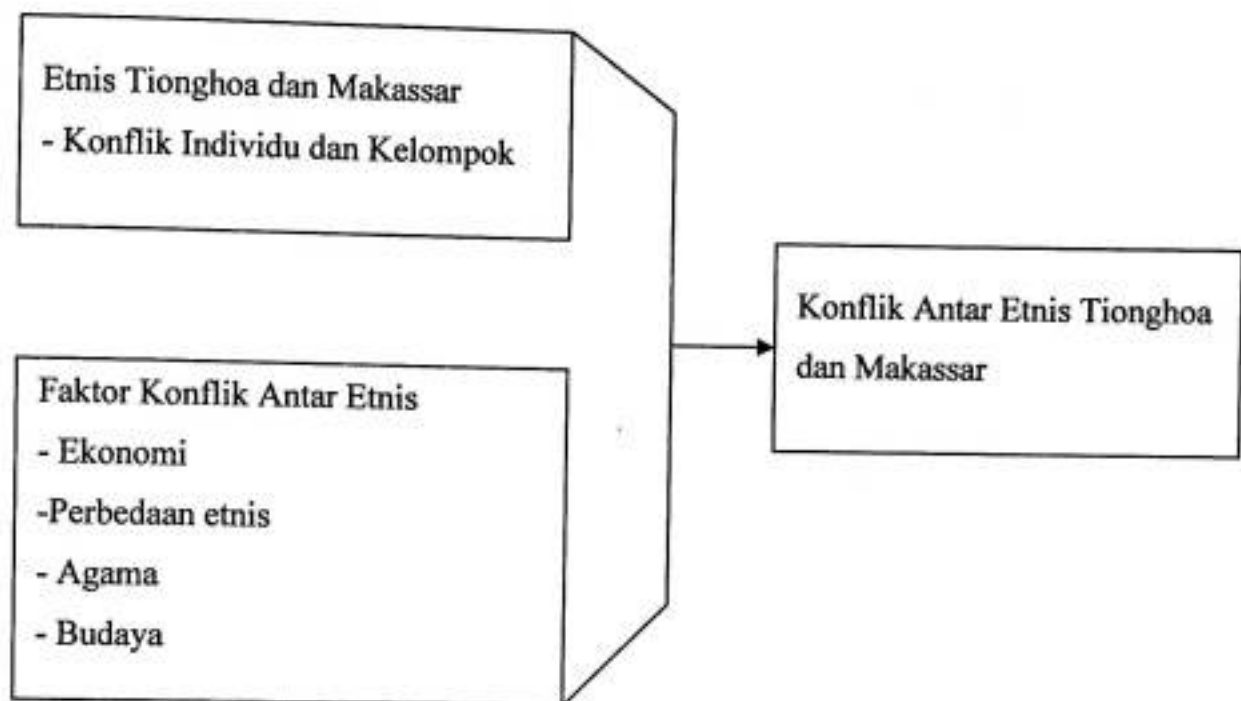 Etnis Tionghoa dan Makassar
- Konflik Individu dan Kelompok
Faktor Konflik Antar Etnis
- Ekonomi
-Perbedaan etnis
- Agama
- Budaya
Konflik Antar Etnis Tionghoa
dan Makassar